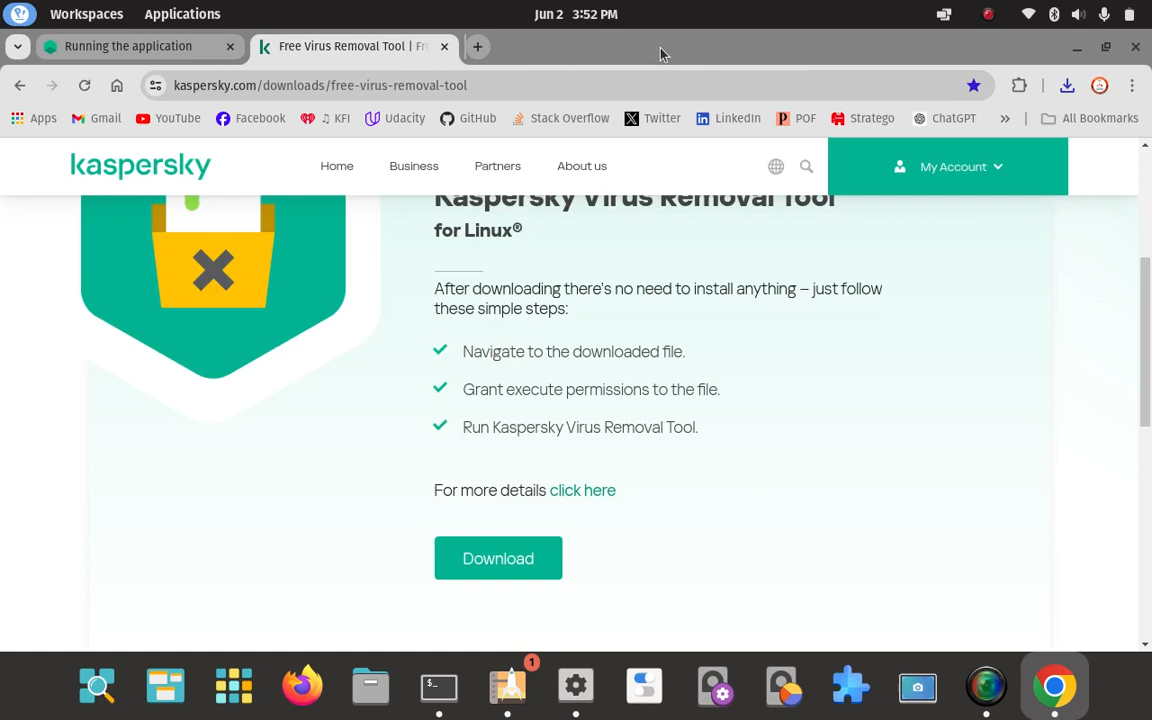 Workspaces Applications Jun 2 3:52 PM
Running the application Free Virus Removal Tool | Fr
kaspersky.com/downloads/free-virus-removal-tool
Apps Gmail YouTube Facebook ♫ KFI Udacity GitHub Stack Overflow Twitter LinkedIn POF Stratego ChatGPT » All Bookmarks
kaspersky Home Business Partners About us My Account
Kaspersky Virus Removal Tool
for Linux®
After downloading there's no need to install anything – just follow
these simple steps:
Navigate to the downloaded file.
Grant execute permissions to the file.
Run Kaspersky Virus Removal Tool.
For more details click here
Download
1